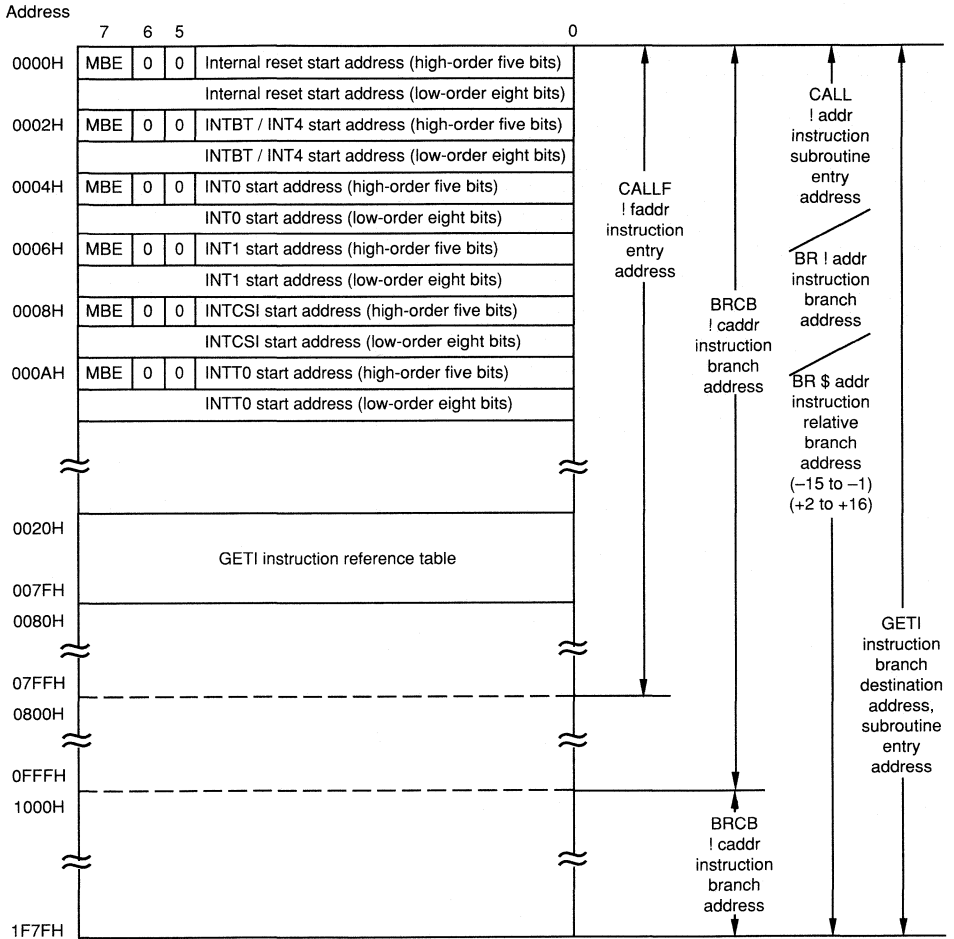 Address
7 6 5 0
0000H MBE 0 0 Internal reset start address (high-order five bits)
Internal reset start address (low-order eight bits)
0002H MBE 0 0 INTBT / INT4 start address (high-order five bits)
INTBT / INT4 start address (low-order eight bits)
0004H MBE 0 0 INT0 start address (high-order five bits)
INT0 start address (low-order eight bits)
0006H MBE 0 0 INT1 start address (high-order five bits)
INT1 start address (low-order eight bits)
0008H MBE 0 0 INTCSI start address (high-order five bits)
INTCSI start address (low-order eight bits)
000AH MBE 0 0 INTT0 start address (high-order five bits)
INTT0 start address (low-order eight bits)
0020H
GETI instruction reference table
007FH
0080H
07FFH
0800H
0FFFH
1000H
1F7FH
CALLF
! faddr
instruction
entry
address
BRCB
! caddr
instruction
branch
address
BRCB
! caddr
instruction
branch
address
CALL
! addr
instruction
subroutine
entry
address
BR ! addr
instruction
branch
address
BR $ addr
instruction
relative
branch
address
(–15 to –1)
(+2 to +16)
GETI
instruction
branch
destination
address,
subroutine
entry
address